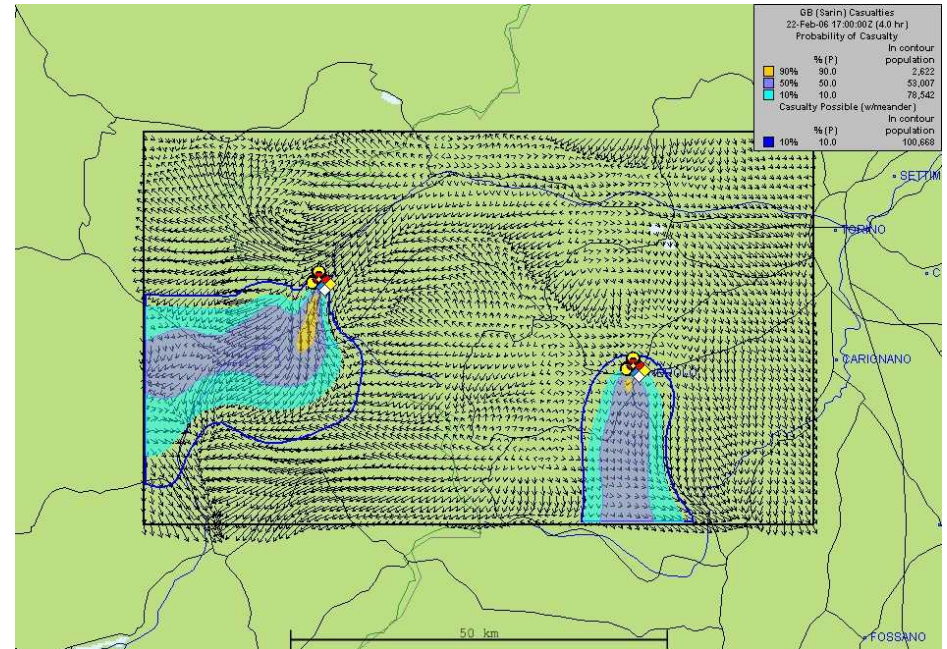 GB (Sarin) Casualties
22-Feb-06 17:00:00Z (4.0 hr)
Probability of Casualty
In contour
% (P) population
90% 90.0 2,622
50% 50.0 53,007
10% 10.0 78,542
Casualty Possible (w/meander)
In contour
% (P) population
10% 10.0 100,668
SETTIM
TORINO
C
CARIGNANO
FOSSANO
50 km